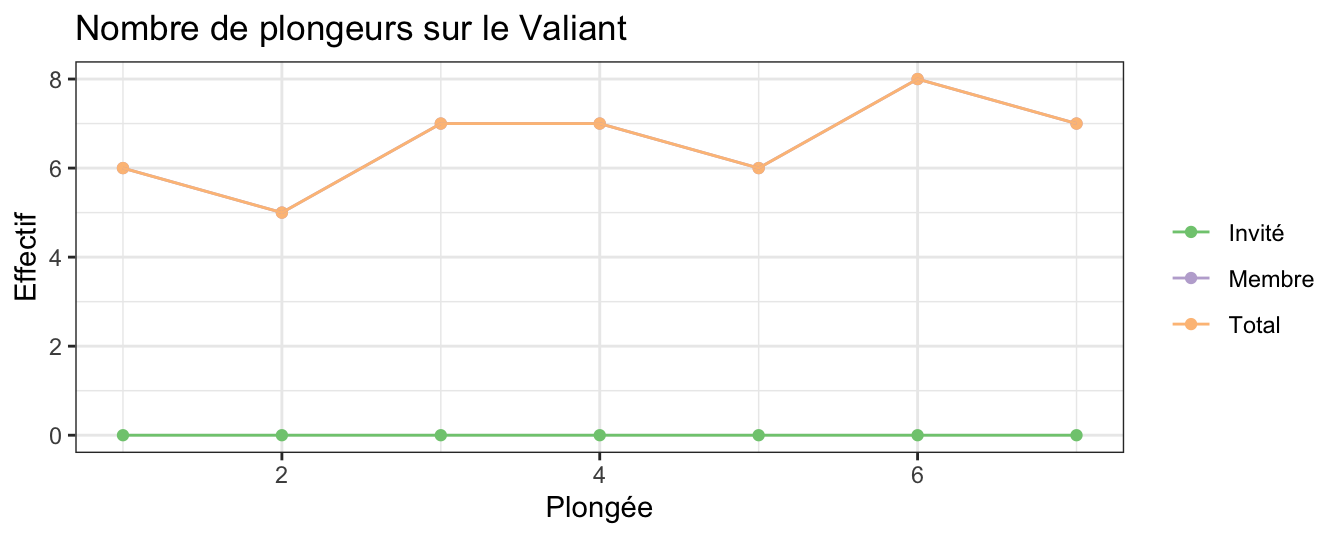 Nombre de plongeurs sur le Valiant
8
6
4
2
0
Effectif
2
4
6
Plongée
Invité
Membre
Total